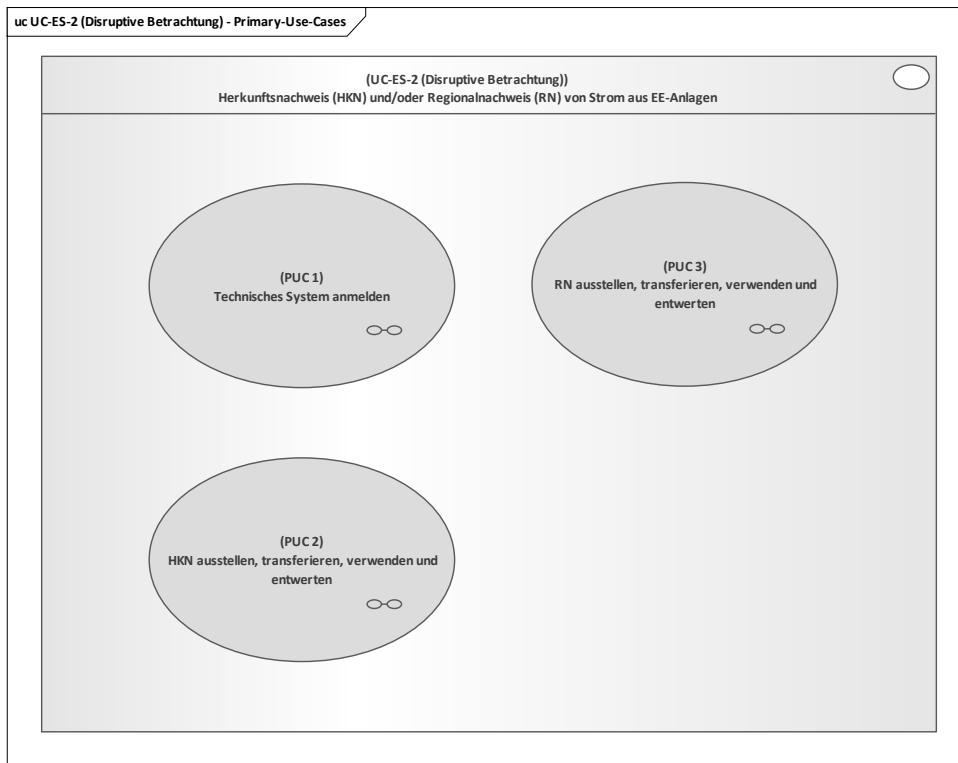 uc UC-ES-2 (Disruptive Betrachtung) - Primary-Use-Cases
(UC-ES-2 (Disruptive Betrachtung))
Herkunftsnachweis (HKN) und/oder Regionalnachweis (RN) von Strom aus EE-Anlagen
(PUC 1)
Technisches System anmelden
(PUC 3)
RN ausstellen, transferieren, verwenden und
entwerten
(PUC 2)
HKN ausstellen, transferieren, verwenden und
entwerten